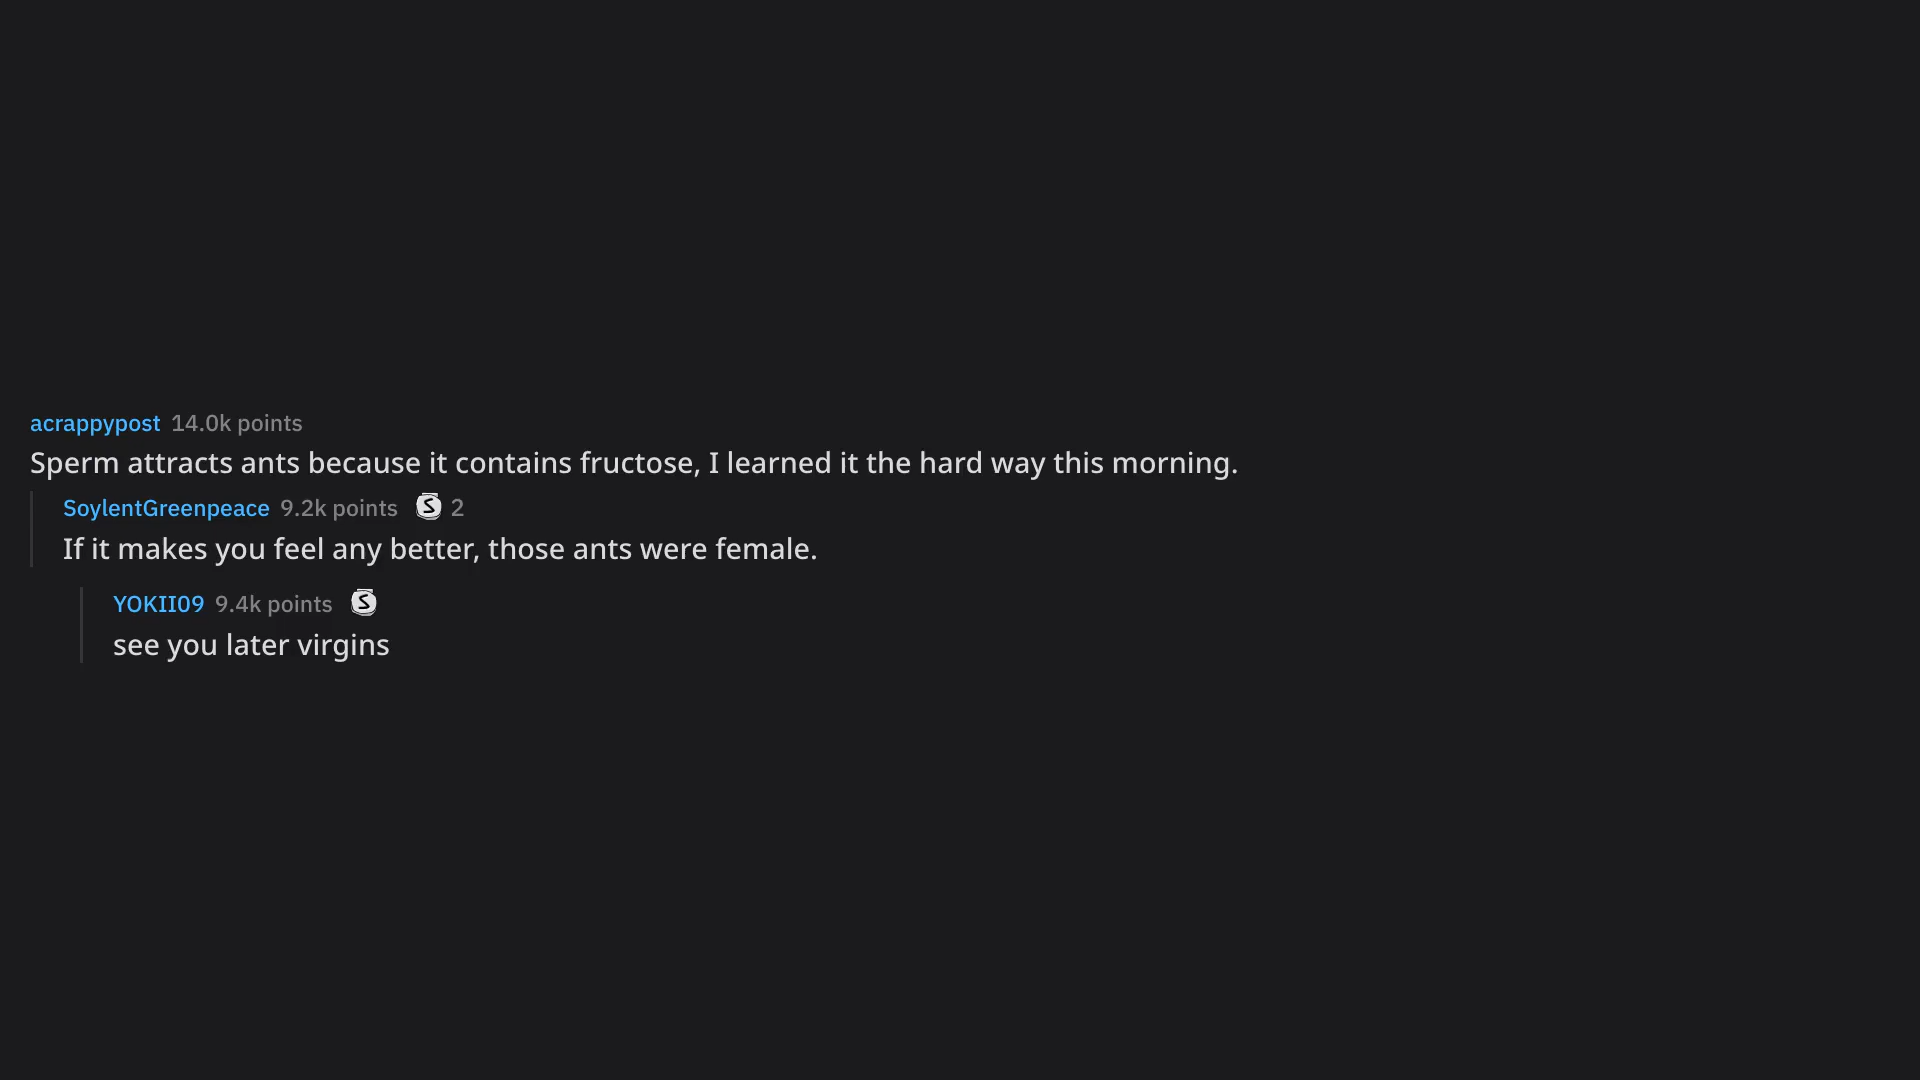 acrappypost 14.0k points
Sperm attracts ants because it contains fructose, I learned it the hard way this morning.
SoylentGreenpeace 9.2k points S 2
If it makes you feel any better, those ants were female.
YOKII09 9.4k points S
see you later virgins